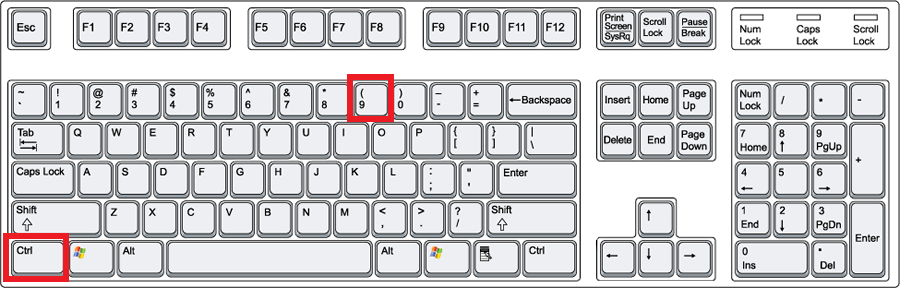 Esc F1 F2 F3 F4 F5 F6 F7 F8 F9 F10 F11 F12 Print Screen SysRq Scroll Lock Pause Break Num Lock Caps Lock Scroll Lock
~ ` ! 1 @ 2 # 3 $ 4 % 5 ^ 6 & 7 * 8 ( 9 ) 0 – - + = ←Backspace Insert Home Page Up Num Lock / * -
Tab Q W E R T Y U I O P { [ } ] | \ Delete End Page Down 7 Home 8 ↑ 9 PgUp +
Caps Lock A S D F G H J K L : ; " ' Enter 4 ← 5 6 →
Shift Z X C V B N M < , > . ? / Shift ↑ 1 End 2 ↓ 3 PgDn Enter
Ctrl Alt Alt Ctrl ← ↓ → 0 Ins . Del